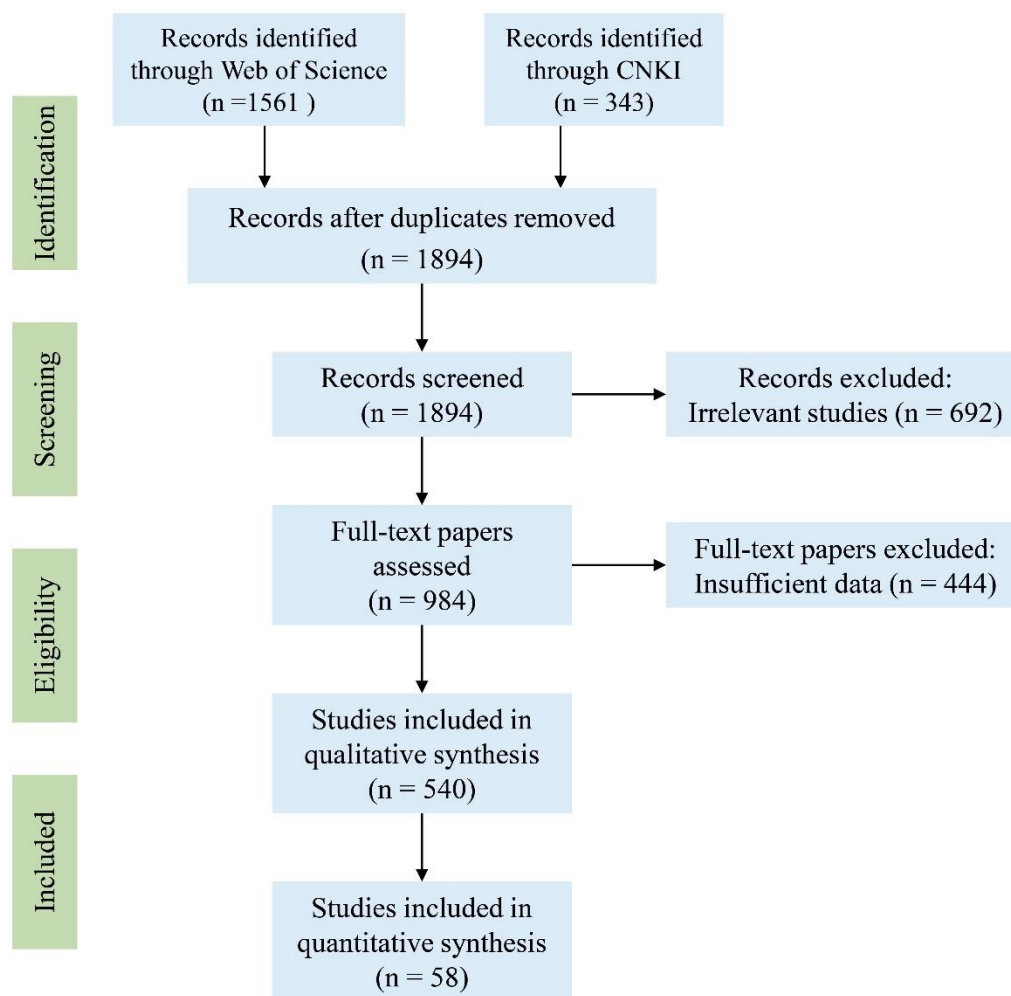 Records identified
through Web of Science
(n =1561 )
Records identified
through CNKI
(n = 343)
Identification
Records after duplicates removed
(n = 1894)
Screening
Records screened
(n = 1894)
Records excluded:
Irrelevant studies (n = 692)
Eligibility
Full-text papers
assessed
(n = 984)
Full-text papers excluded:
Insufficient data (n = 444)
Studies included in
qualitative synthesis
(n = 540)
Included
Studies included in
quantitative synthesis
(n = 58)